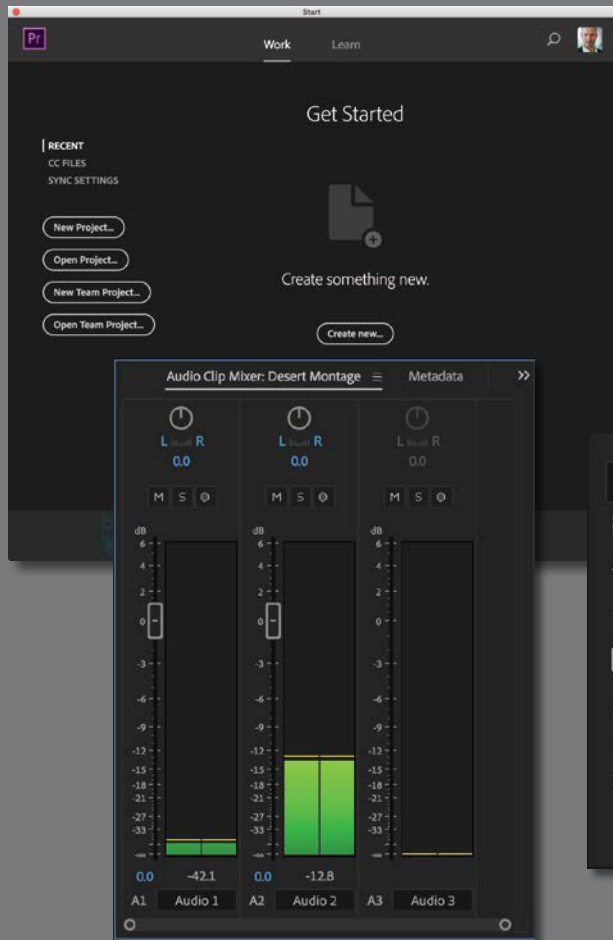 Start
Pr
Work Learn
Get Started
RECENT
CC FILES
SYNC SETTINGS
New Project...
Open Project...
New Team Project...
Open Team Project...
Create something new.
Create new...
Audio Clip Mixer: Desert Montage Metadata
L R L R L R
0.0 0.0 0.0
M S M S M S
dB dB dB
6 6 6
4 4 4
2 2 2
0 0 0
-3 -3 -3
-6 -6 -6
-9 -9 -9
-12 -12 -12
-15 -15 -15
-18 -18 -18
-21 -21 -21
-27 -27 -27
-33 -33 -33
-∞ -∞ -∞
0.0 -42.1 0.0 -12.8
A1 Audio 1 A2 Audio 2 A3 Audio 3